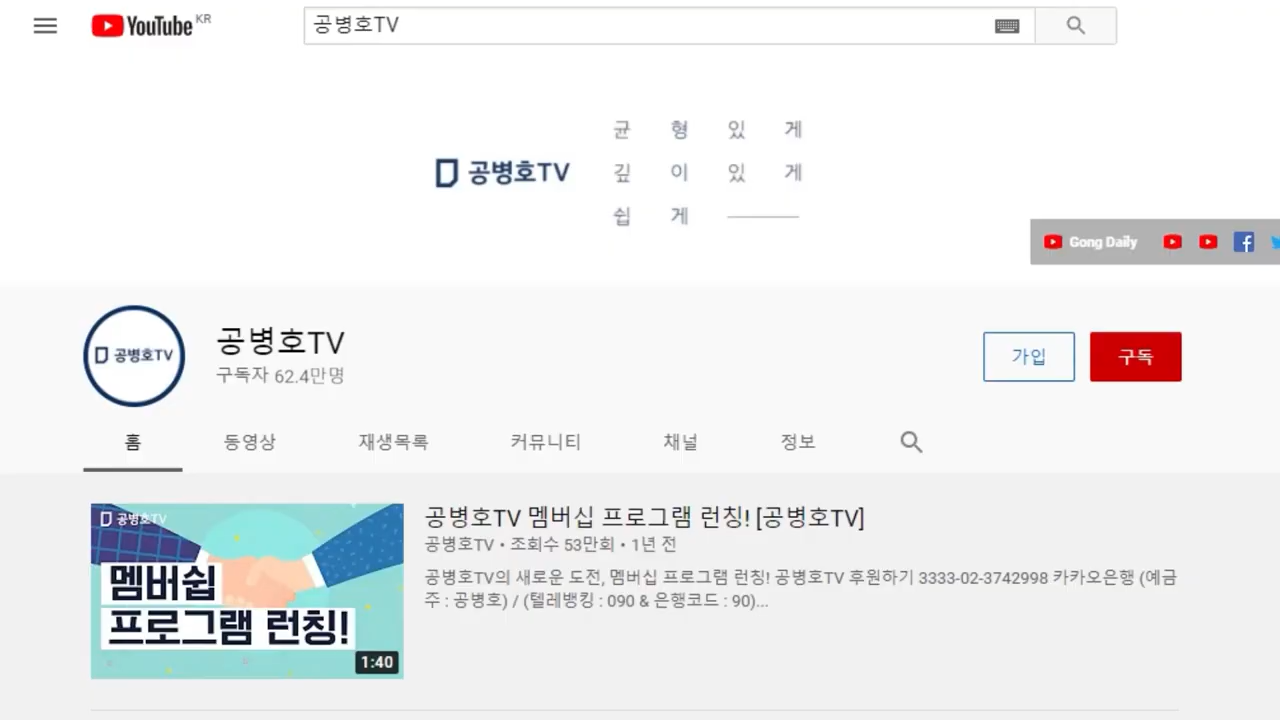 YouTube KR
공병호TV
균 형 있 게
공병호TV
깊 이 있 게
쉽 게
Gong Daily
공병호TV
공병호TV
구독자 62.4만명
가입
구독
홈
동영상
재생목록
커뮤니티
채널
정보
공병호TV
멤버쉽
프로그램 런칭!
1:40
공병호TV 멤버십 프로그램 런칭! [공병호TV]
공병호TV • 조회수 53만회 • 1년 전
공병호TV의 새로운 도전, 멤버십 프로그램 런칭! 공병호TV 후원하기 3333-02-3742998 카카오은행 (예금
주 : 공병호) / (텔레뱅킹 : 090 & 은행코드 : 90)...